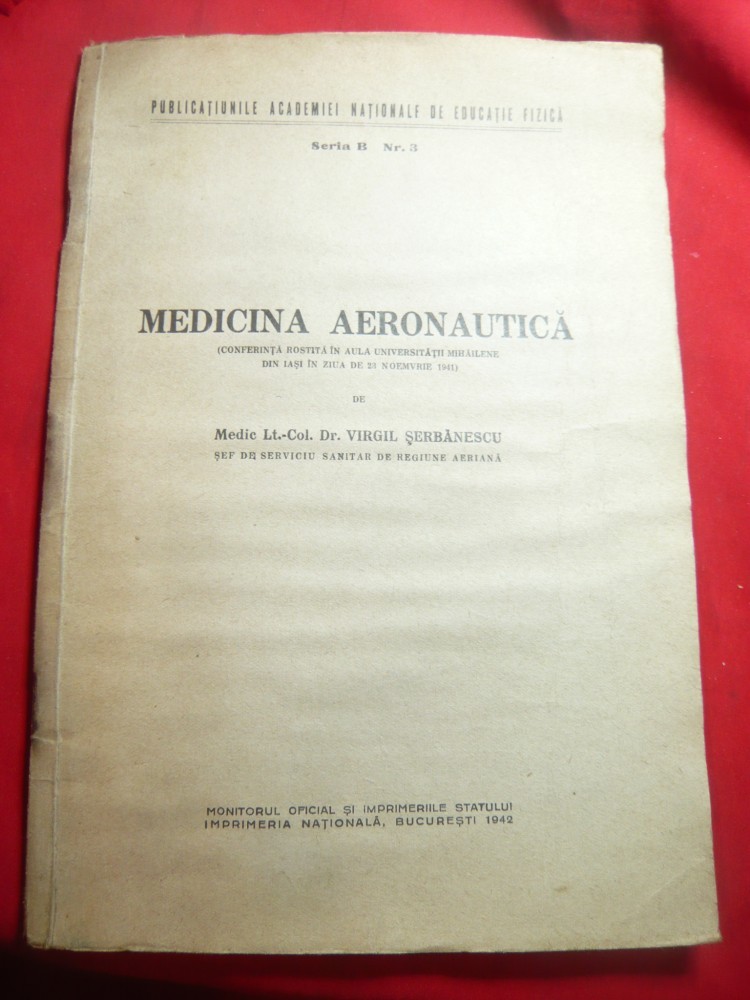 PUBLICAȚIUNILE ACADEMIEI NAȚIONALE DE EDUCAȚIE FIZICĂ
Seria B Nr. 3
MEDICINA AERONAUTICĂ
(CONFERINȚĂ ROSTITĂ ÎN AULA UNIVERSITĂȚII MIHĂILENE
DIN IAȘI ÎN ZIUA DE 23 NOEMVRIE 1941)
DE
Medic Lt.-Col. Dr. VIRGIL ȘERBĂNESCU
ȘEF DE SERVICIU SANITAR DE REGIUNE AERIANĂ
MONITORUL OFICIAL ȘI IMPRIMERIILE STATULUI
IMPRIMERIA NAȚIONALĂ, BUCUREȘTI 1942